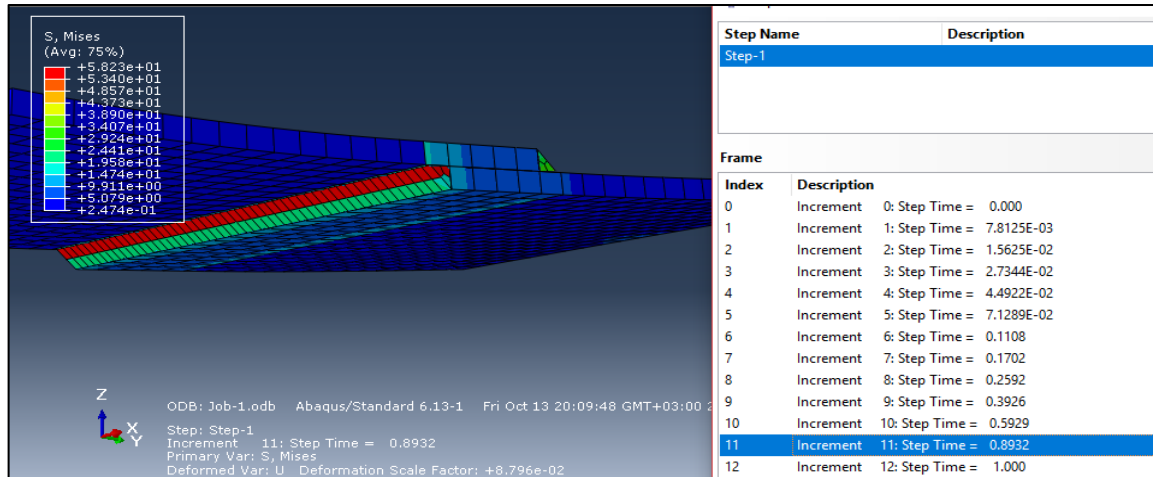 S, Mises
(Avg: 75%)
+5.823e+01
+5.340e+01
+4.857e+01
+4.373e+01
+3.890e+01
+3.407e+01
+2.924e+01
+2.441e+01
+1.958e+01
+1.474e+01
+9.911e+00
+5.079e+00
+2.474e-01
Z
X
Y
ODB: Job-1.odb Abaqus/Standard 6.13-1 Fri Oct 13 20:09:48 GMT+03:00 2
Step: Step-1
Increment 11: Step Time = 0.8932
Primary Var: S, Mises
Deformed Var: U Deformation Scale Factor: +8.796e-02
Step Name Description
Step-1
Frame
Index Description
0 Increment 0: Step Time = 0.000
1 Increment 1: Step Time = 7.8125E-03
2 Increment 2: Step Time = 1.5625E-02
3 Increment 3: Step Time = 2.7344E-02
4 Increment 4: Step Time = 4.4922E-02
5 Increment 5: Step Time = 7.1289E-02
6 Increment 6: Step Time = 0.1108
7 Increment 7: Step Time = 0.1702
8 Increment 8: Step Time = 0.2592
9 Increment 9: Step Time = 0.3926
10 Increment 10: Step Time = 0.5929
11 Increment 11: Step Time = 0.8932
12 Increment 12: Step Time = 1.000